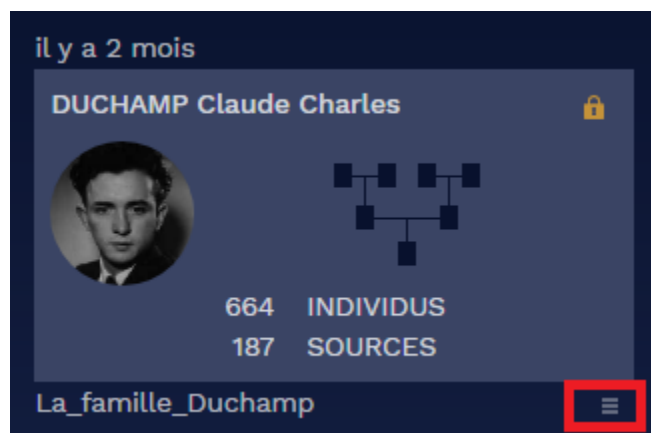 il y a 2 mois
DUCHAMP Claude Charles
664 INDIVIDUS
187 SOURCES
La_famille_Duchamp